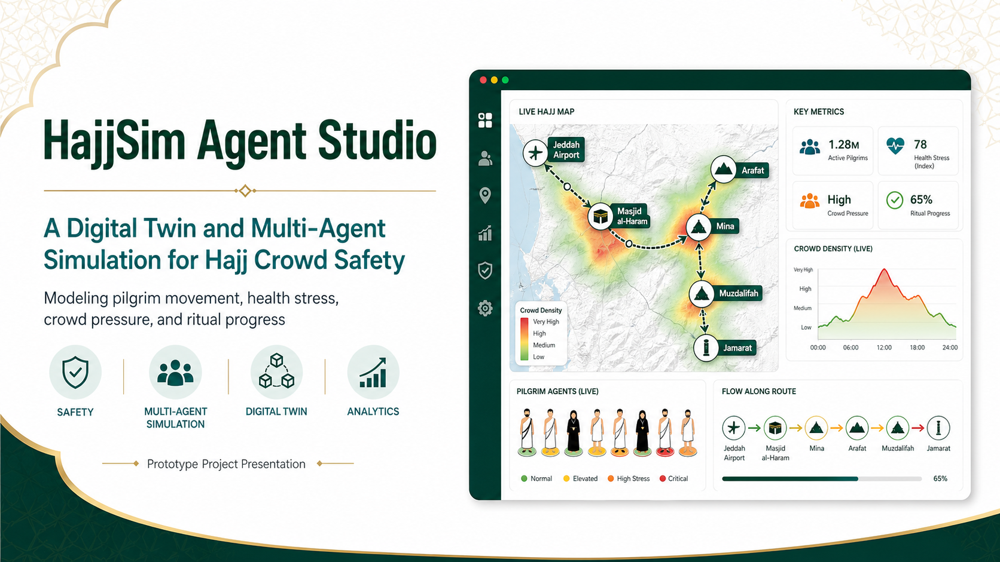 HajjSim Agent Studio
A Digital Twin and Multi-Agent
Simulation for Hajj Crowd Safety
Modeling pilgrim movement, health stress,
crowd pressure, and ritual progress
SAFETY
MULTI-AGENT
SIMULATION
DIGITAL TWIN
ANALYTICS
Prototype Project Presentation
LIVE HAJJ MAP
Jeddah
Airport
Masjid
al-Haram
Arafat
Mina
Muzdalifah
Jamarat
Crowd Density
Very High
High
Medium
Low
KEY METRICS
1.28M
Active Pilgrims
78
Health Stress
(Index)
High
Crowd Pressure
65%
Ritual Progress
CROWD DENSITY (LIVE)
Very High
High
Medium
Low
00:00 06:00 12:00 18:00 24:00
PILGRIM AGENTS (LIVE)
Normal Elevated High Stress Critical
FLOW ALONG ROUTE
Jeddah
Airport
Masjid
al-Haram
Mina
Arafat
Muzdalifah
Jamarat
65%